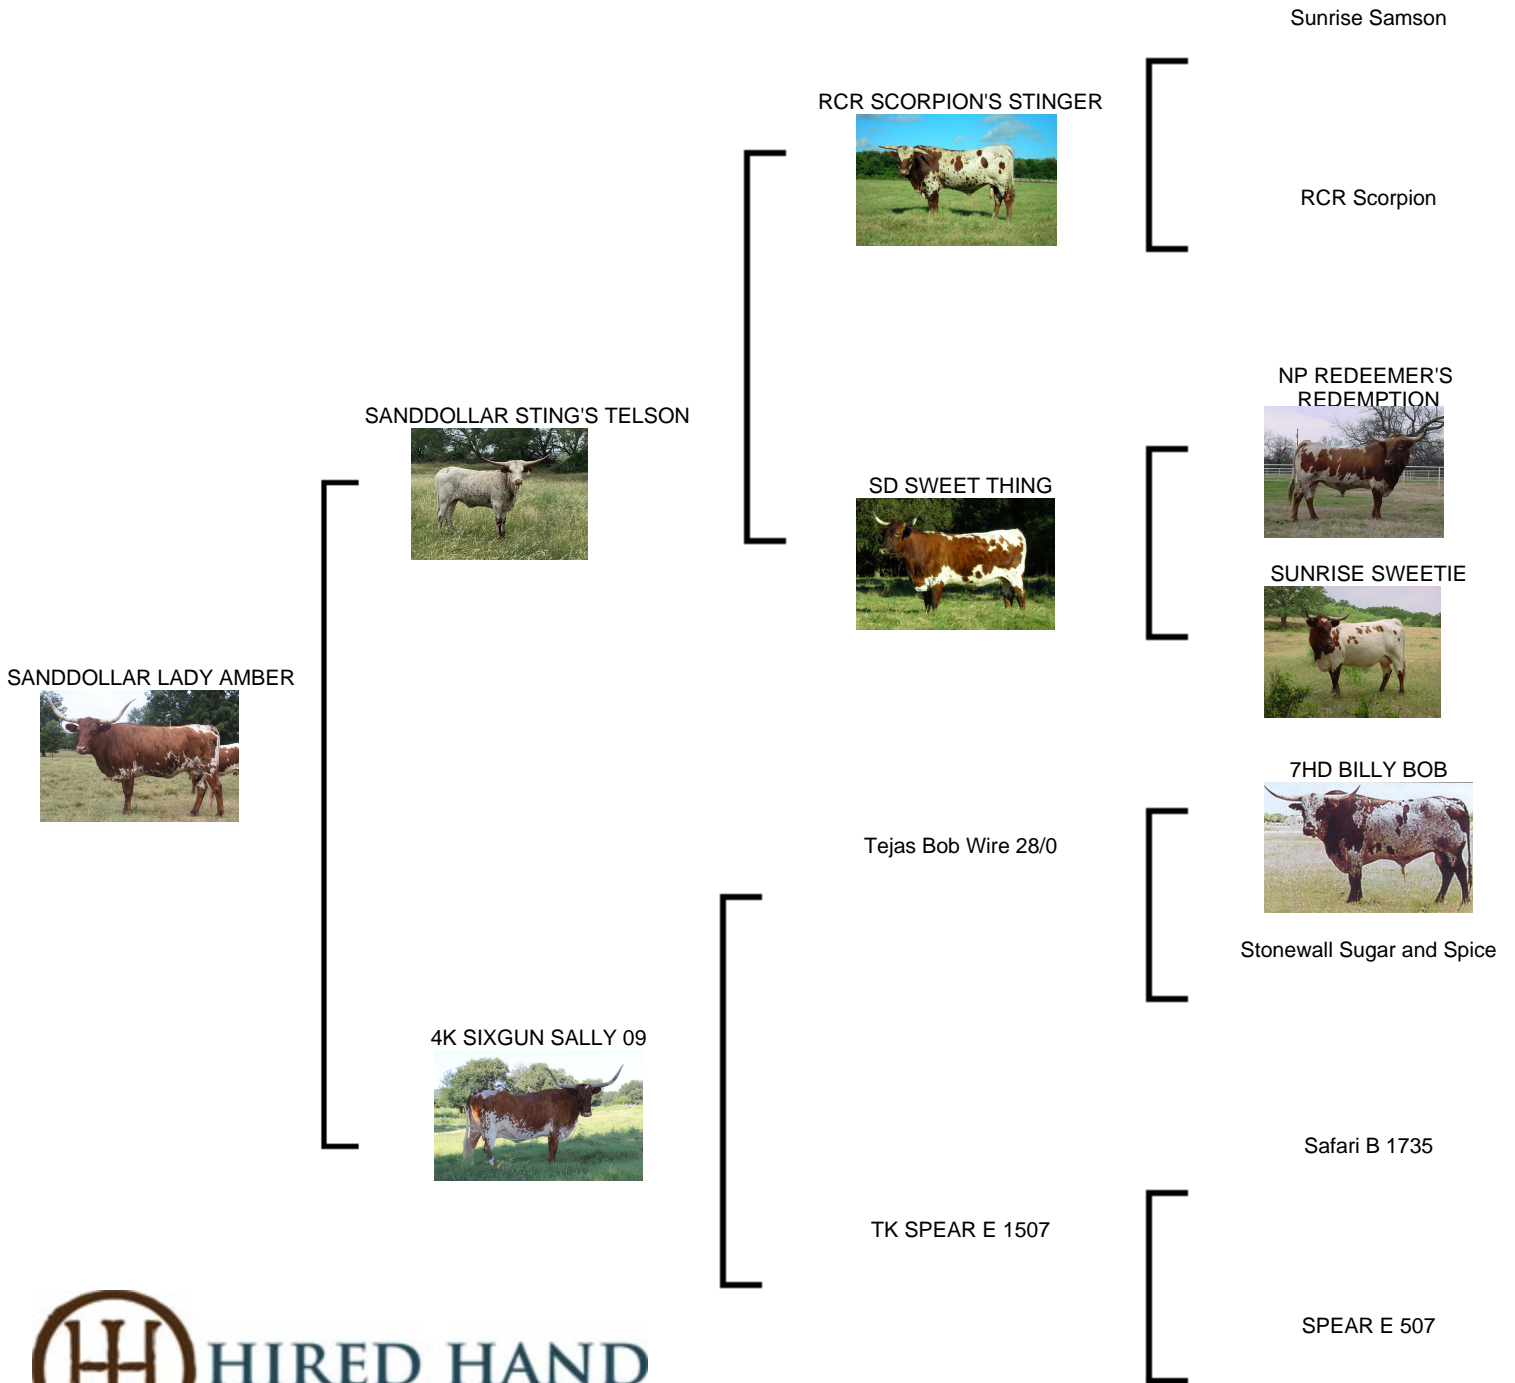 Sunrise Samson
RCR SCORPION'S STINGER
RCR Scorpion
NP REDEEMER'S
REDEMPTION
SANDDOLLAR STING'S TELSON
SD SWEET THING
SUNRISE SWEETIE
SANDDOLLAR LADY AMBER
7HD BILLY BOB
Tejas Bob Wire 28/0
Stonewall Sugar and Spice
4K SIXGUN SALLY 09
Safari B 1735
TK SPEAR E 1507
SPEAR E 507
HIRED HAND